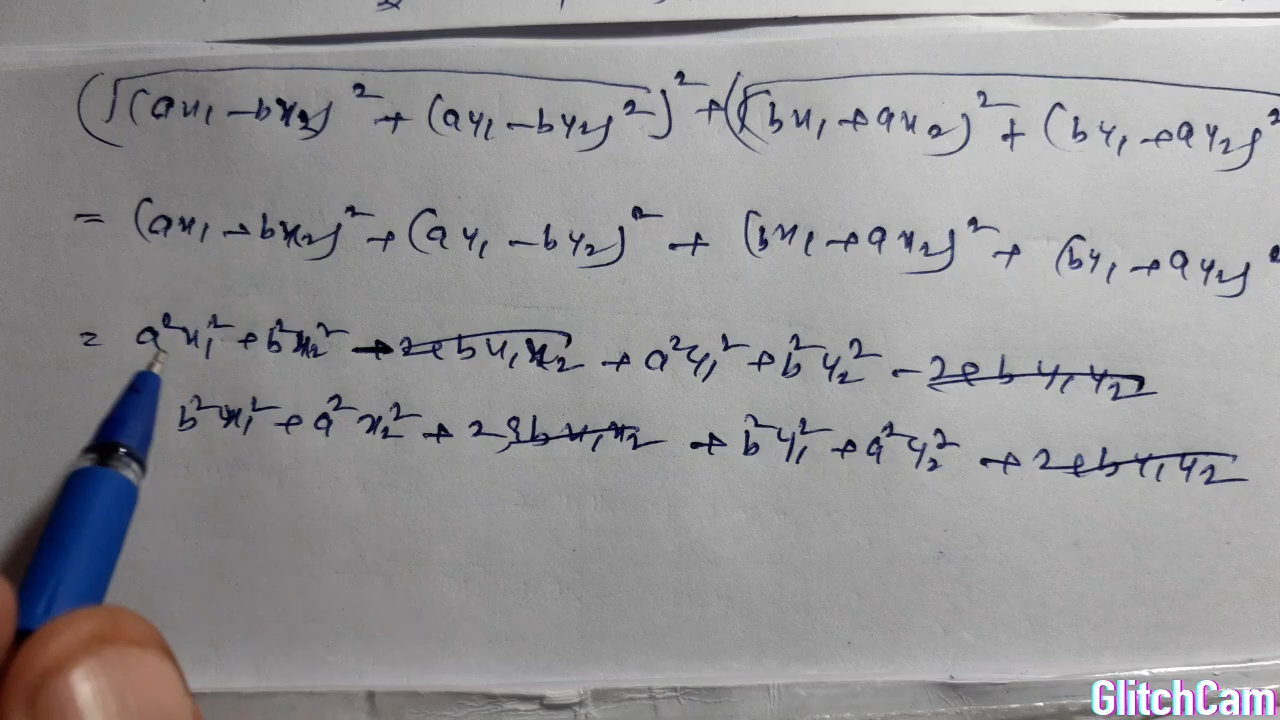 (√(ax₁ - bx₂)² + (ay₁ - by₂)²)² + (√(bx₁ + ax₂)² + (by₁ + ay₂)²
= (ax₁ - bx₂)² + (ay₁ - by₂)² + (bx₁ + ax₂)² + (by₁ + ay₂)²
= a²x₁² + b²x₂² - 2abx₁x₂ + a²y₁² + b²y₂² - 2aby₁y₂
b²x₁² + a²x₂² + 2abx₁x₂ + b²y₁² + a²y₂² + 2aby₁y₂
GlitchCam